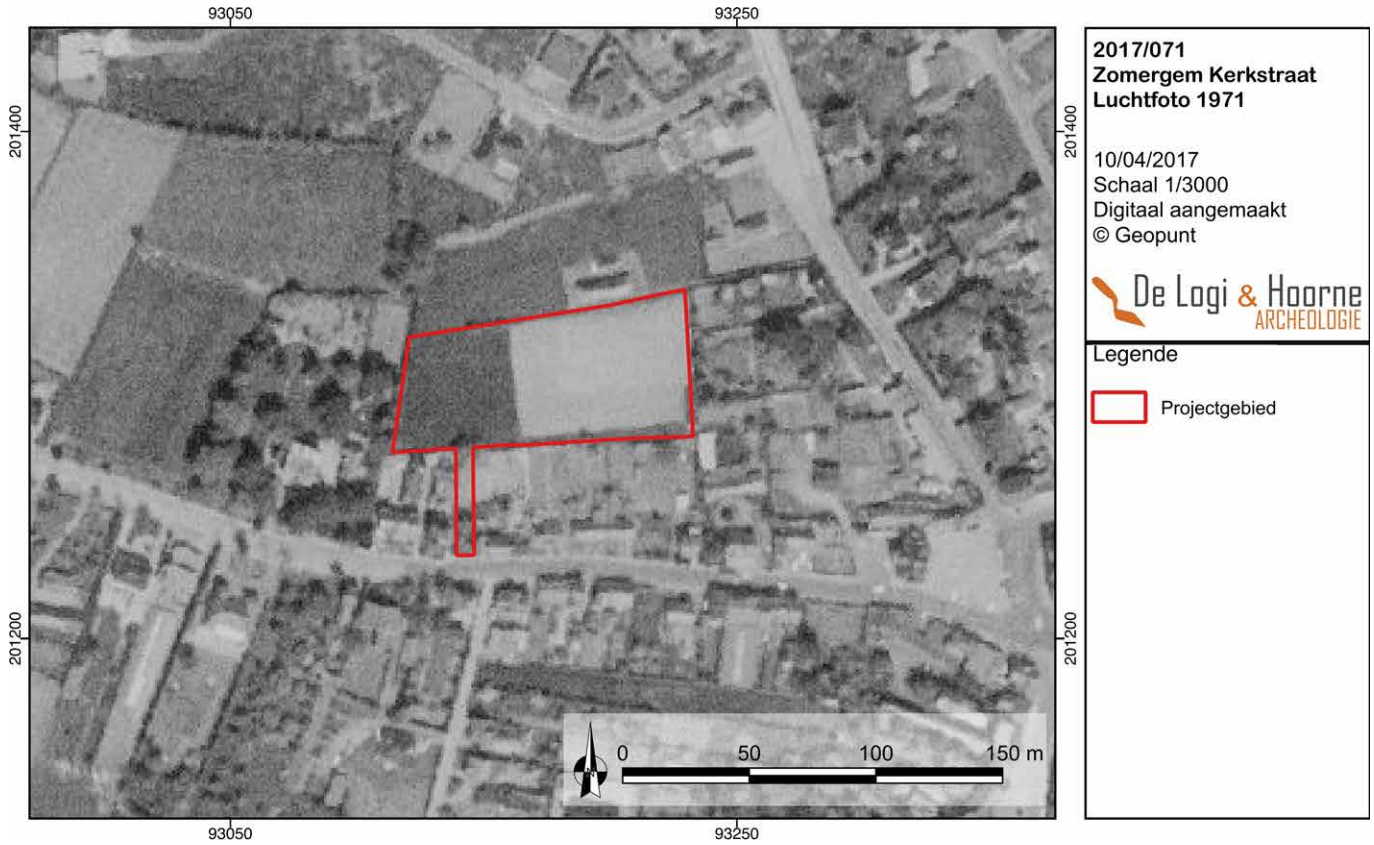 93050
93250
201400
201400
201200
201200
93050
93250
0
50
100
150 m
N
2017/071
Zomergem Kerkstraat
Luchtfoto 1971
10/04/2017
Schaal 1/3000
Digitaal aangemaakt
© Geopunt
De Logi & Hoorne
ARCHEOLOGIE
Legende
Projectgebied